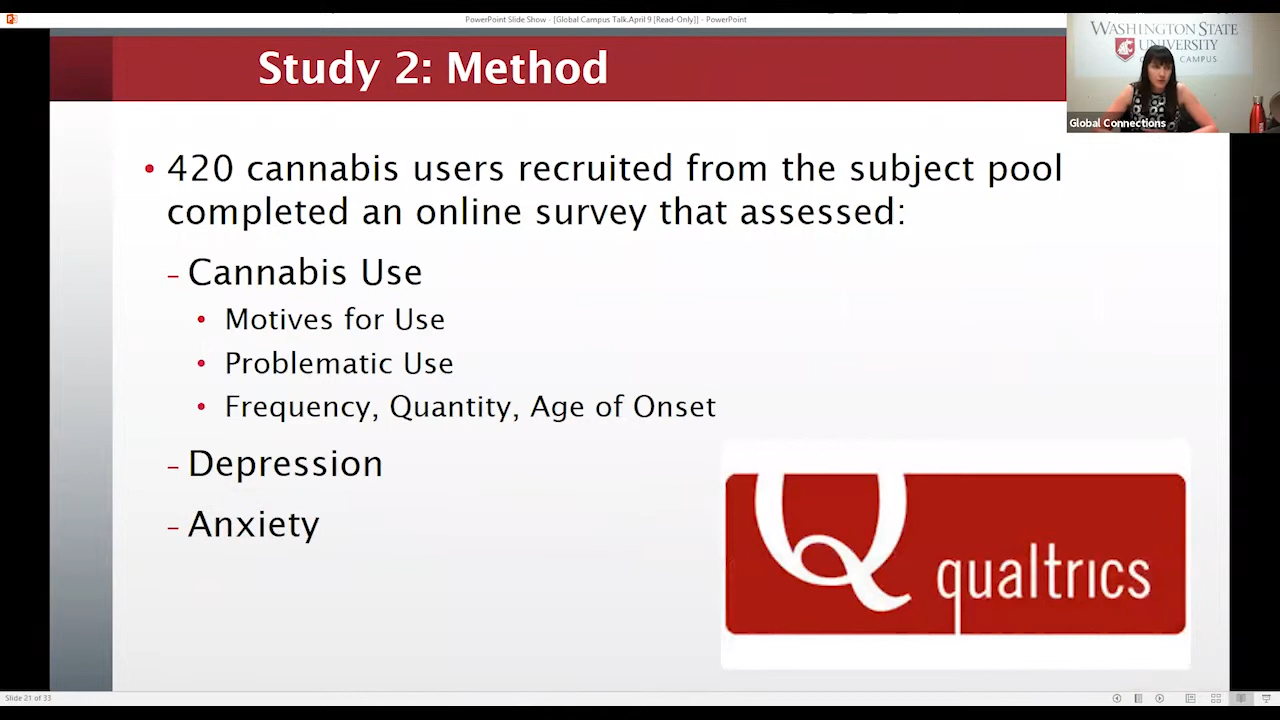 PowerPoint Slide Show - [Global Campus Talk.April 9 [Read-Only]] - PowerPoint
Study 2: Method
WASHINGTON STATE
UNIVERSITY
CAMPUS
Global Connections
• 420 cannabis users recruited from the subject pool
completed an online survey that assessed:
– Cannabis Use
• Motives for Use
• Problematic Use
• Frequency, Quantity, Age of Onset
– Depression
– Anxiety
Q qualtrics
Slide 21 of 33